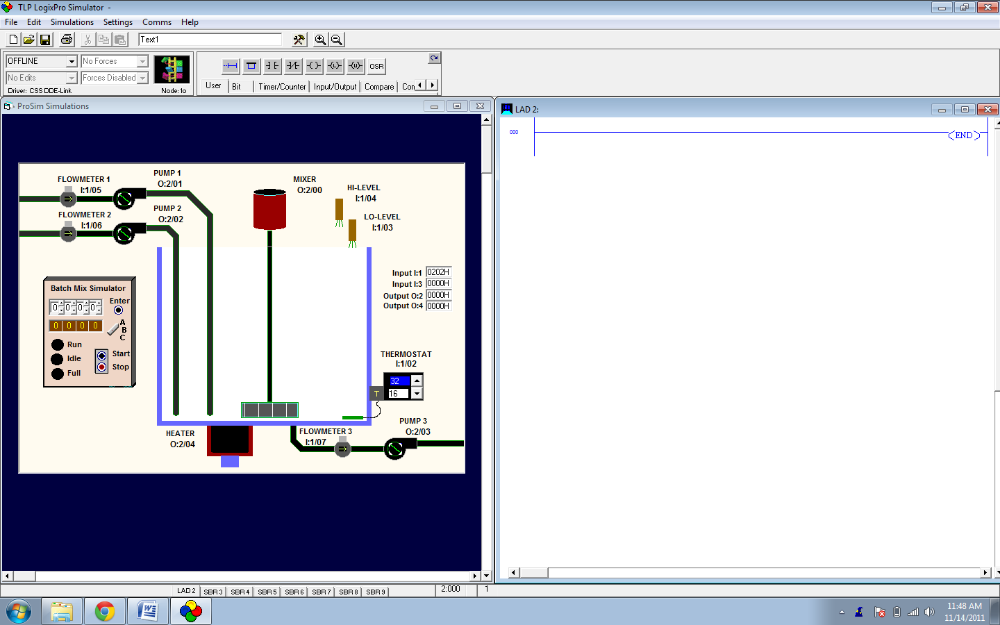 TLP LogixPro Simulator  -
File Edit Simulations Settings Comms Help
Text1
OFFLINE No Forces
No Edits Forces Disabled
Driver: CSS DDE-Link Node: 1o
OSR
User Bit Timer/Counter Input/Output Compare Con
ProSim Simulations
FLOWMETER 1
I:1/05
PUMP 1
O:2/01
FLOWMETER 2
I:1/06
PUMP 2
O:2/02
MIXER
O:2/00
HI-LEVEL
I:1/04
LO-LEVEL
I:1/03
Input I:1 0202H
Input I:3 0000H
Output O:2 0000H
Output O:4 0000H
Batch Mix Simulator
Enter
0 0 0 0
0 0 0 0
A
B
C
Run
Idle
Full
Start
Stop
THERMOSTAT
I:1/02
32
16
T
HEATER
O:2/04
FLOWMETER 3
I:1/07
PUMP 3
O:2/03
LAD 2:
000
END
LAD 2 SBR 3 SBR 4 SBR 5 SBR 6 SBR 7 SBR 8 SBR 9
2:000 1
11:48 AM
11/14/2011